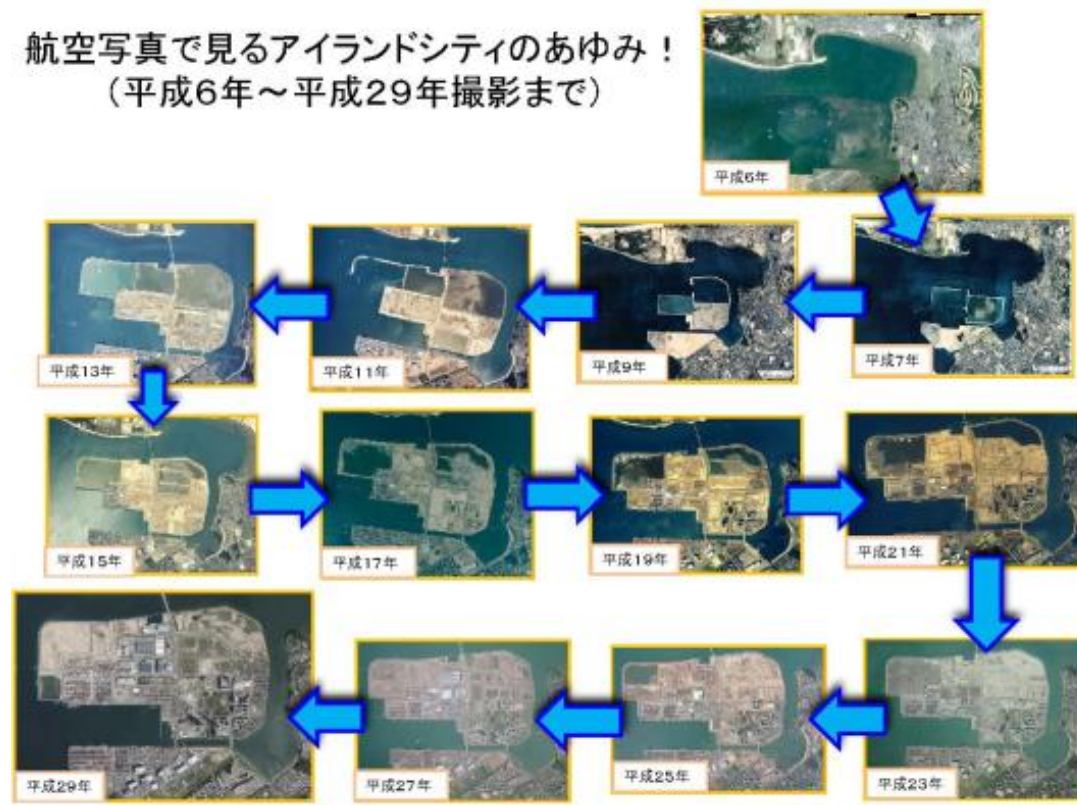 航空写真で見るアイランドシティのあゆみ！
（平成６年～平成２９年撮影まで）
平成6年
平成7年
平成9年
平成11年
平成13年
平成15年
平成17年
平成19年
平成21年
平成23年
平成25年
平成27年
平成29年